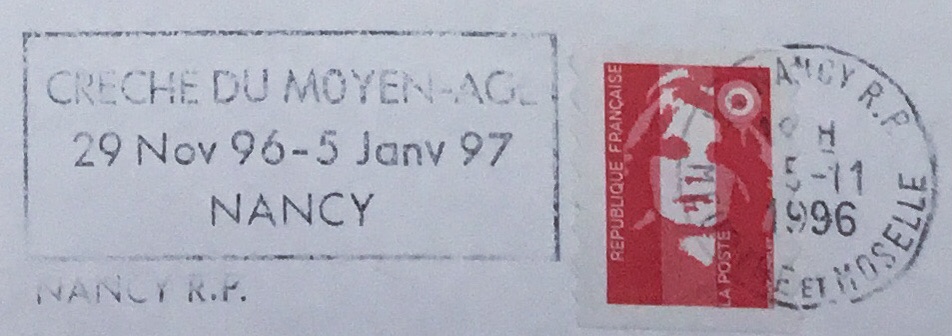 CRECHE DU MOYEN-AGE
29 Nov 96-5 Janv 97
NANCY
NANCY R.P.
REPUBLIQUE FRANÇAISE
LA POSTE
NANCY R.P.
H
5-11
1996
ET MOSELLE